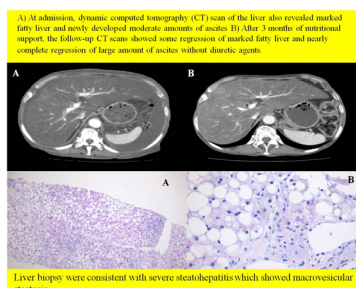 A) At admission, dynamic computed tomography (CT) scan of the liver also revealed marked
fatty liver and newly developed moderate amounts of ascites B) After 3 months of nutritional
support, the follow-up CT scans showed some regression of marked fatty liver and nearly
complete regression of large amount of ascites without diuretic agents.
A
B
A
B
Liver biopsy were consistent with severe steatohepatitis which showed macrovesicular
steatosis